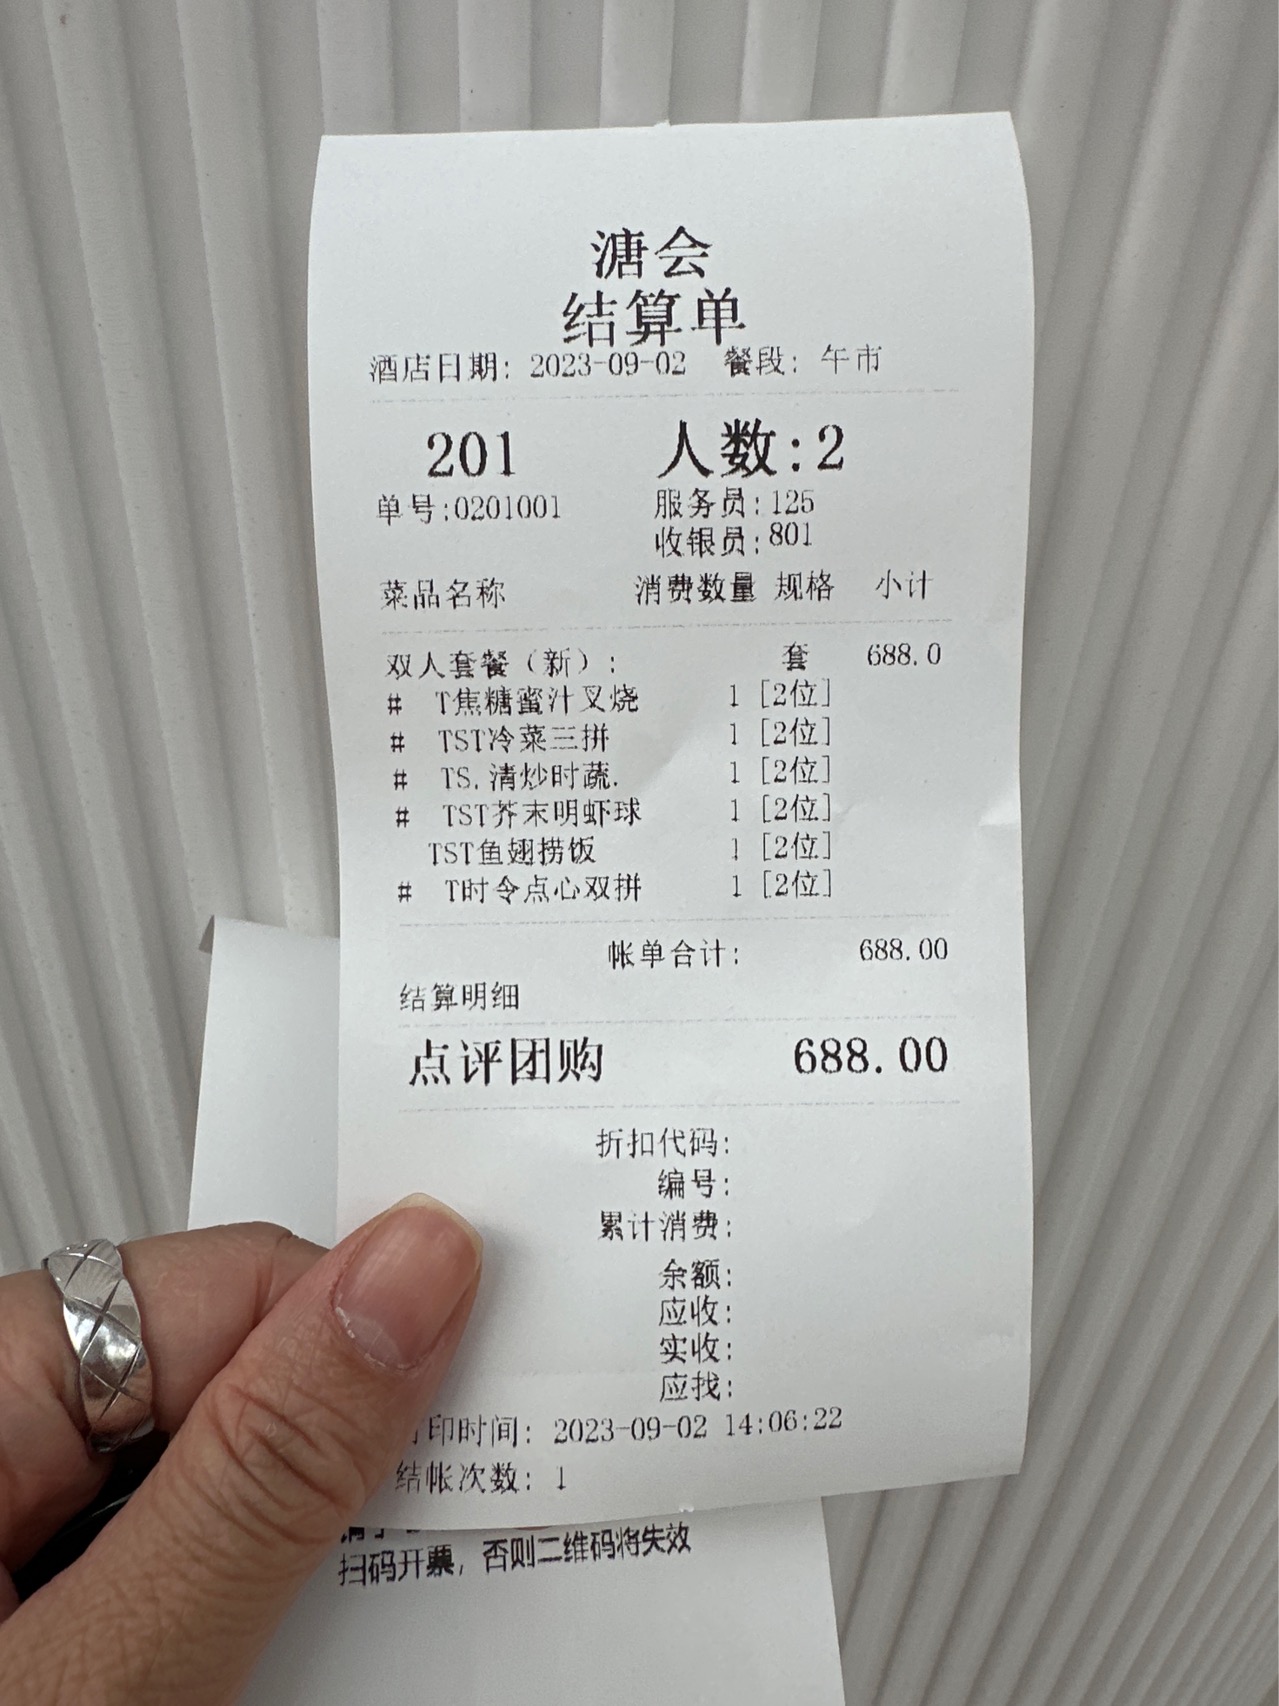 溏会
结算单
酒店日期: 2023-09-02 餐段: 午市
201 人数:2
单号:0201001 服务员:125
收银员:801
菜品名称 消费数量 规格 小计
双人套餐（新）: 套 688.0
# T焦糖蜜汁叉烧 1 [2位]
# TST冷菜三拼 1 [2位]
# TS.清炒时蔬. 1 [2位]
# TST芥末明虾球 1 [2位]
TST鱼翅捞饭 1 [2位]
# T时令点心双拼 1 [2位]
帐单合计: 688.00
结算明细
点评团购 688.00
折扣代码:
编号:
累计消费:
余额:
应收:
实收:
应找:
印时间: 2023-09-02 14:06:22
结帐次数: 1
扫码开票，否则二维码将失效